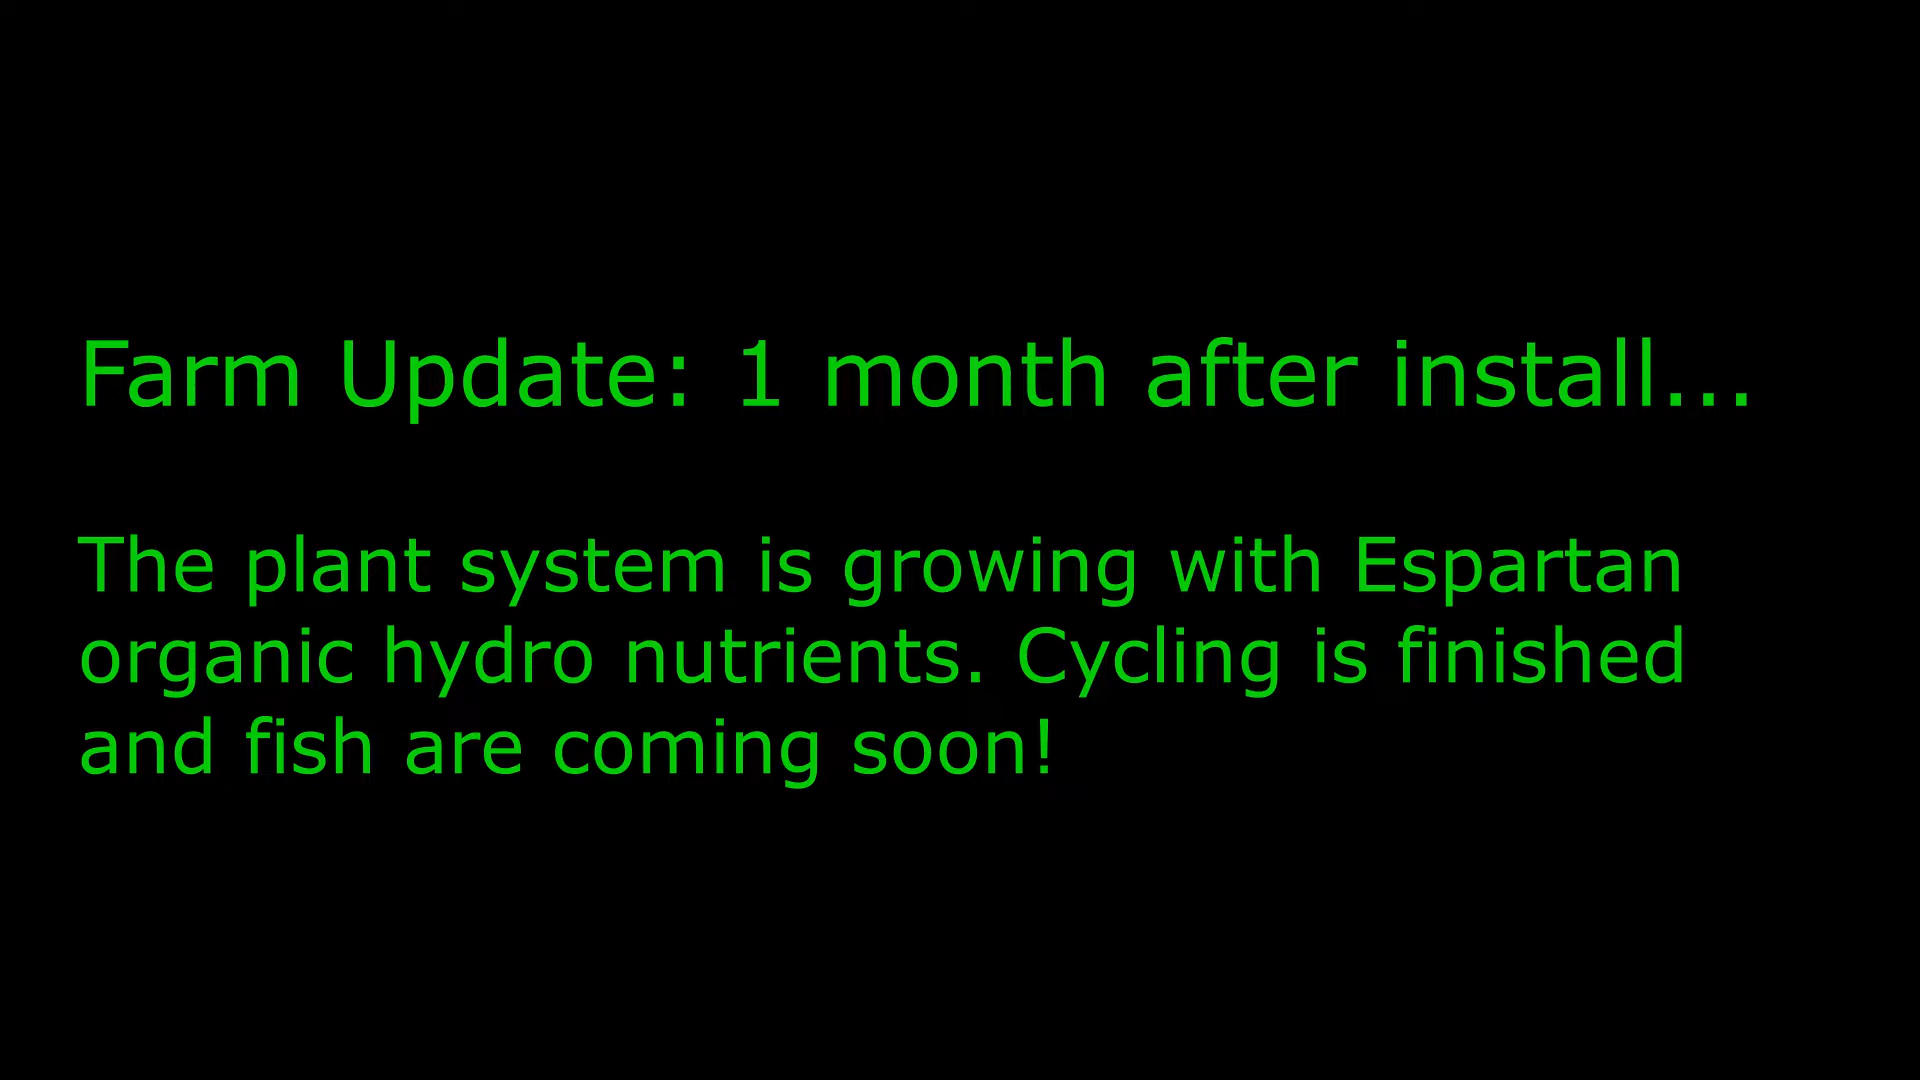 Farm Update: 1 month after install...
The plant system is growing with Espartan
organic hydro nutrients. Cycling is finished
and fish are coming soon!